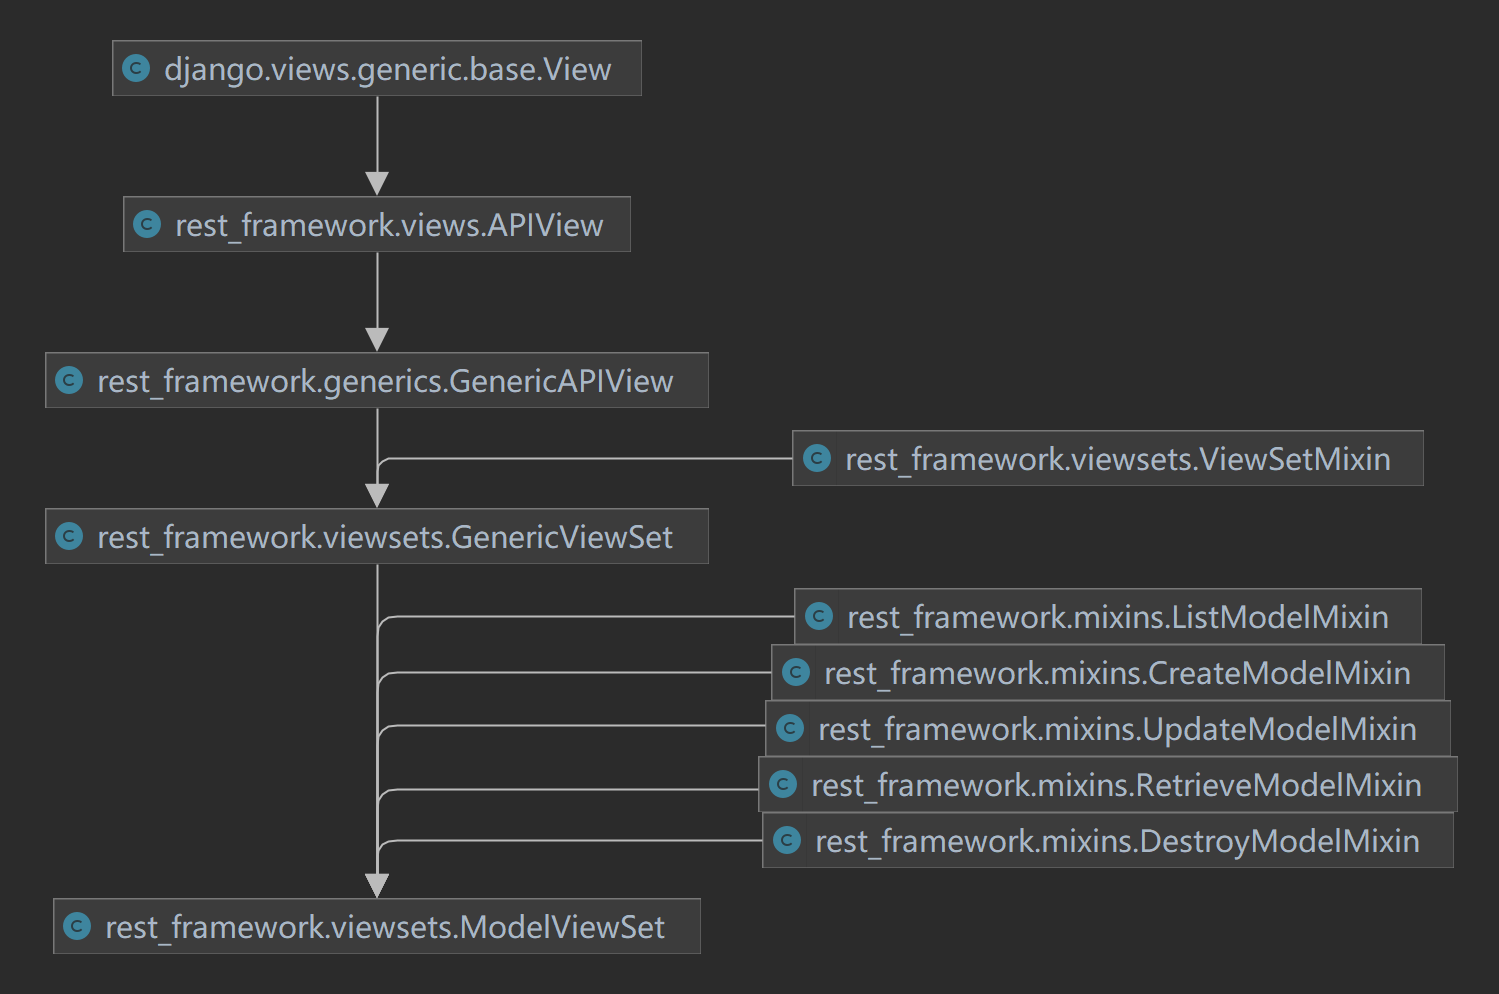 C django.views.generic.base.View
C rest_framework.views.APIView
C rest_framework.generics.GenericAPIView
C rest_framework.viewsets.ViewSetMixin
C rest_framework.viewsets.GenericViewSet
C rest_framework.mixins.ListModelMixin
C rest_framework.mixins.CreateModelMixin
C rest_framework.mixins.UpdateModelMixin
C rest_framework.mixins.RetrieveModelMixin
C rest_framework.mixins.DestroyModelMixin
C rest_framework.viewsets.ModelViewSet